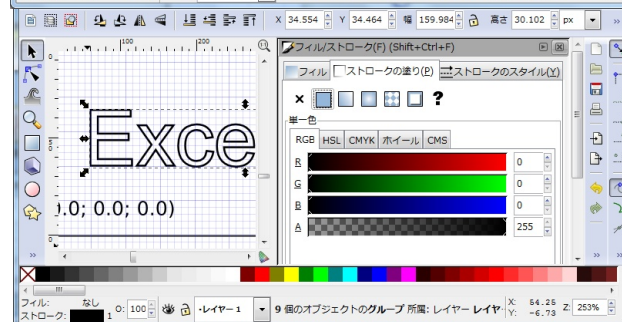 X 34.554 Y 34.464 幅 159.984 高さ 30.102 px
フィル/ストローク(F) (Shift+Ctrl+F)
フィル ストロークの塗り(P) ストロークのスタイル(Y)
?
単一色
RGB HSL CMYK ホイール CMS
R 0
G 0
B 0
A 255
100 200
0
50
Exce
).0; 0.0; 0.0)
フィル: なし
ストローク: 1
O: 100
·レイヤー 1
9 個のオブジェクトのグループ 所属: レイヤー レイヤ
X: 54.25
Y: -6.73
Z: 253%